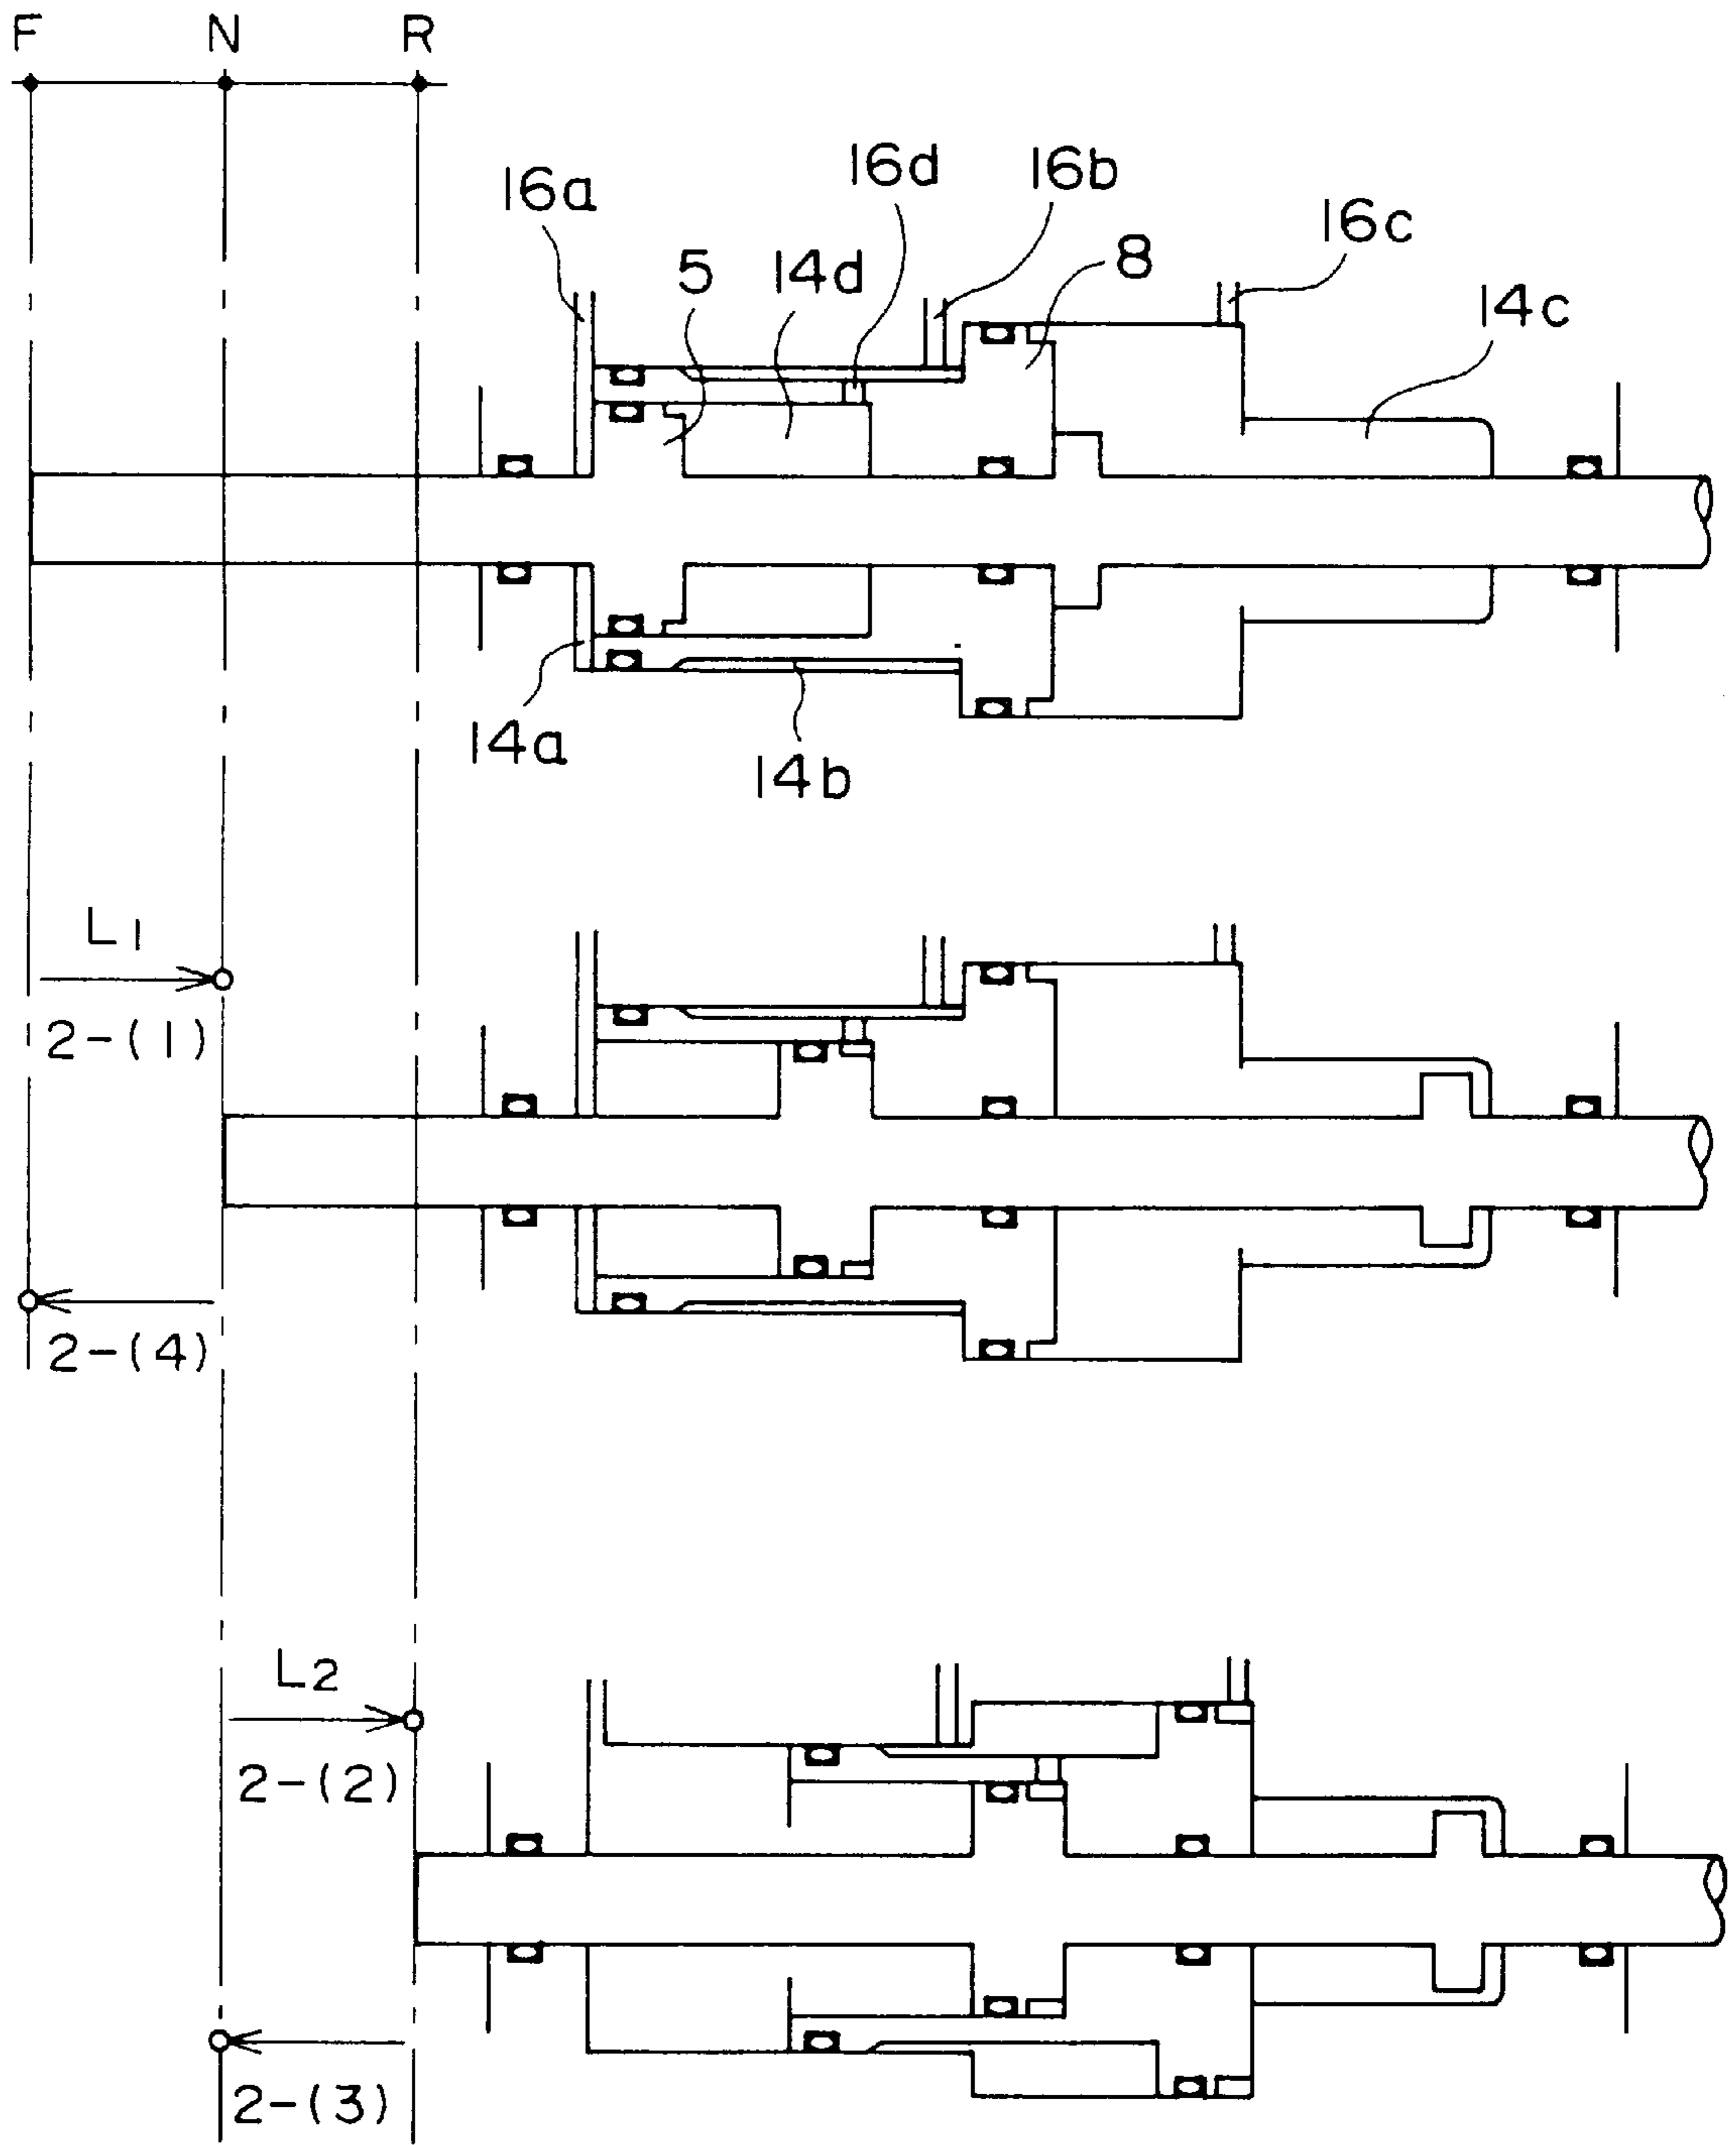 F N R
16a 16d 16b 16c
5 14d 8 14c
14a 14b
L1
2-(1)
2-(4)
L2
2-(2)
2-(3)